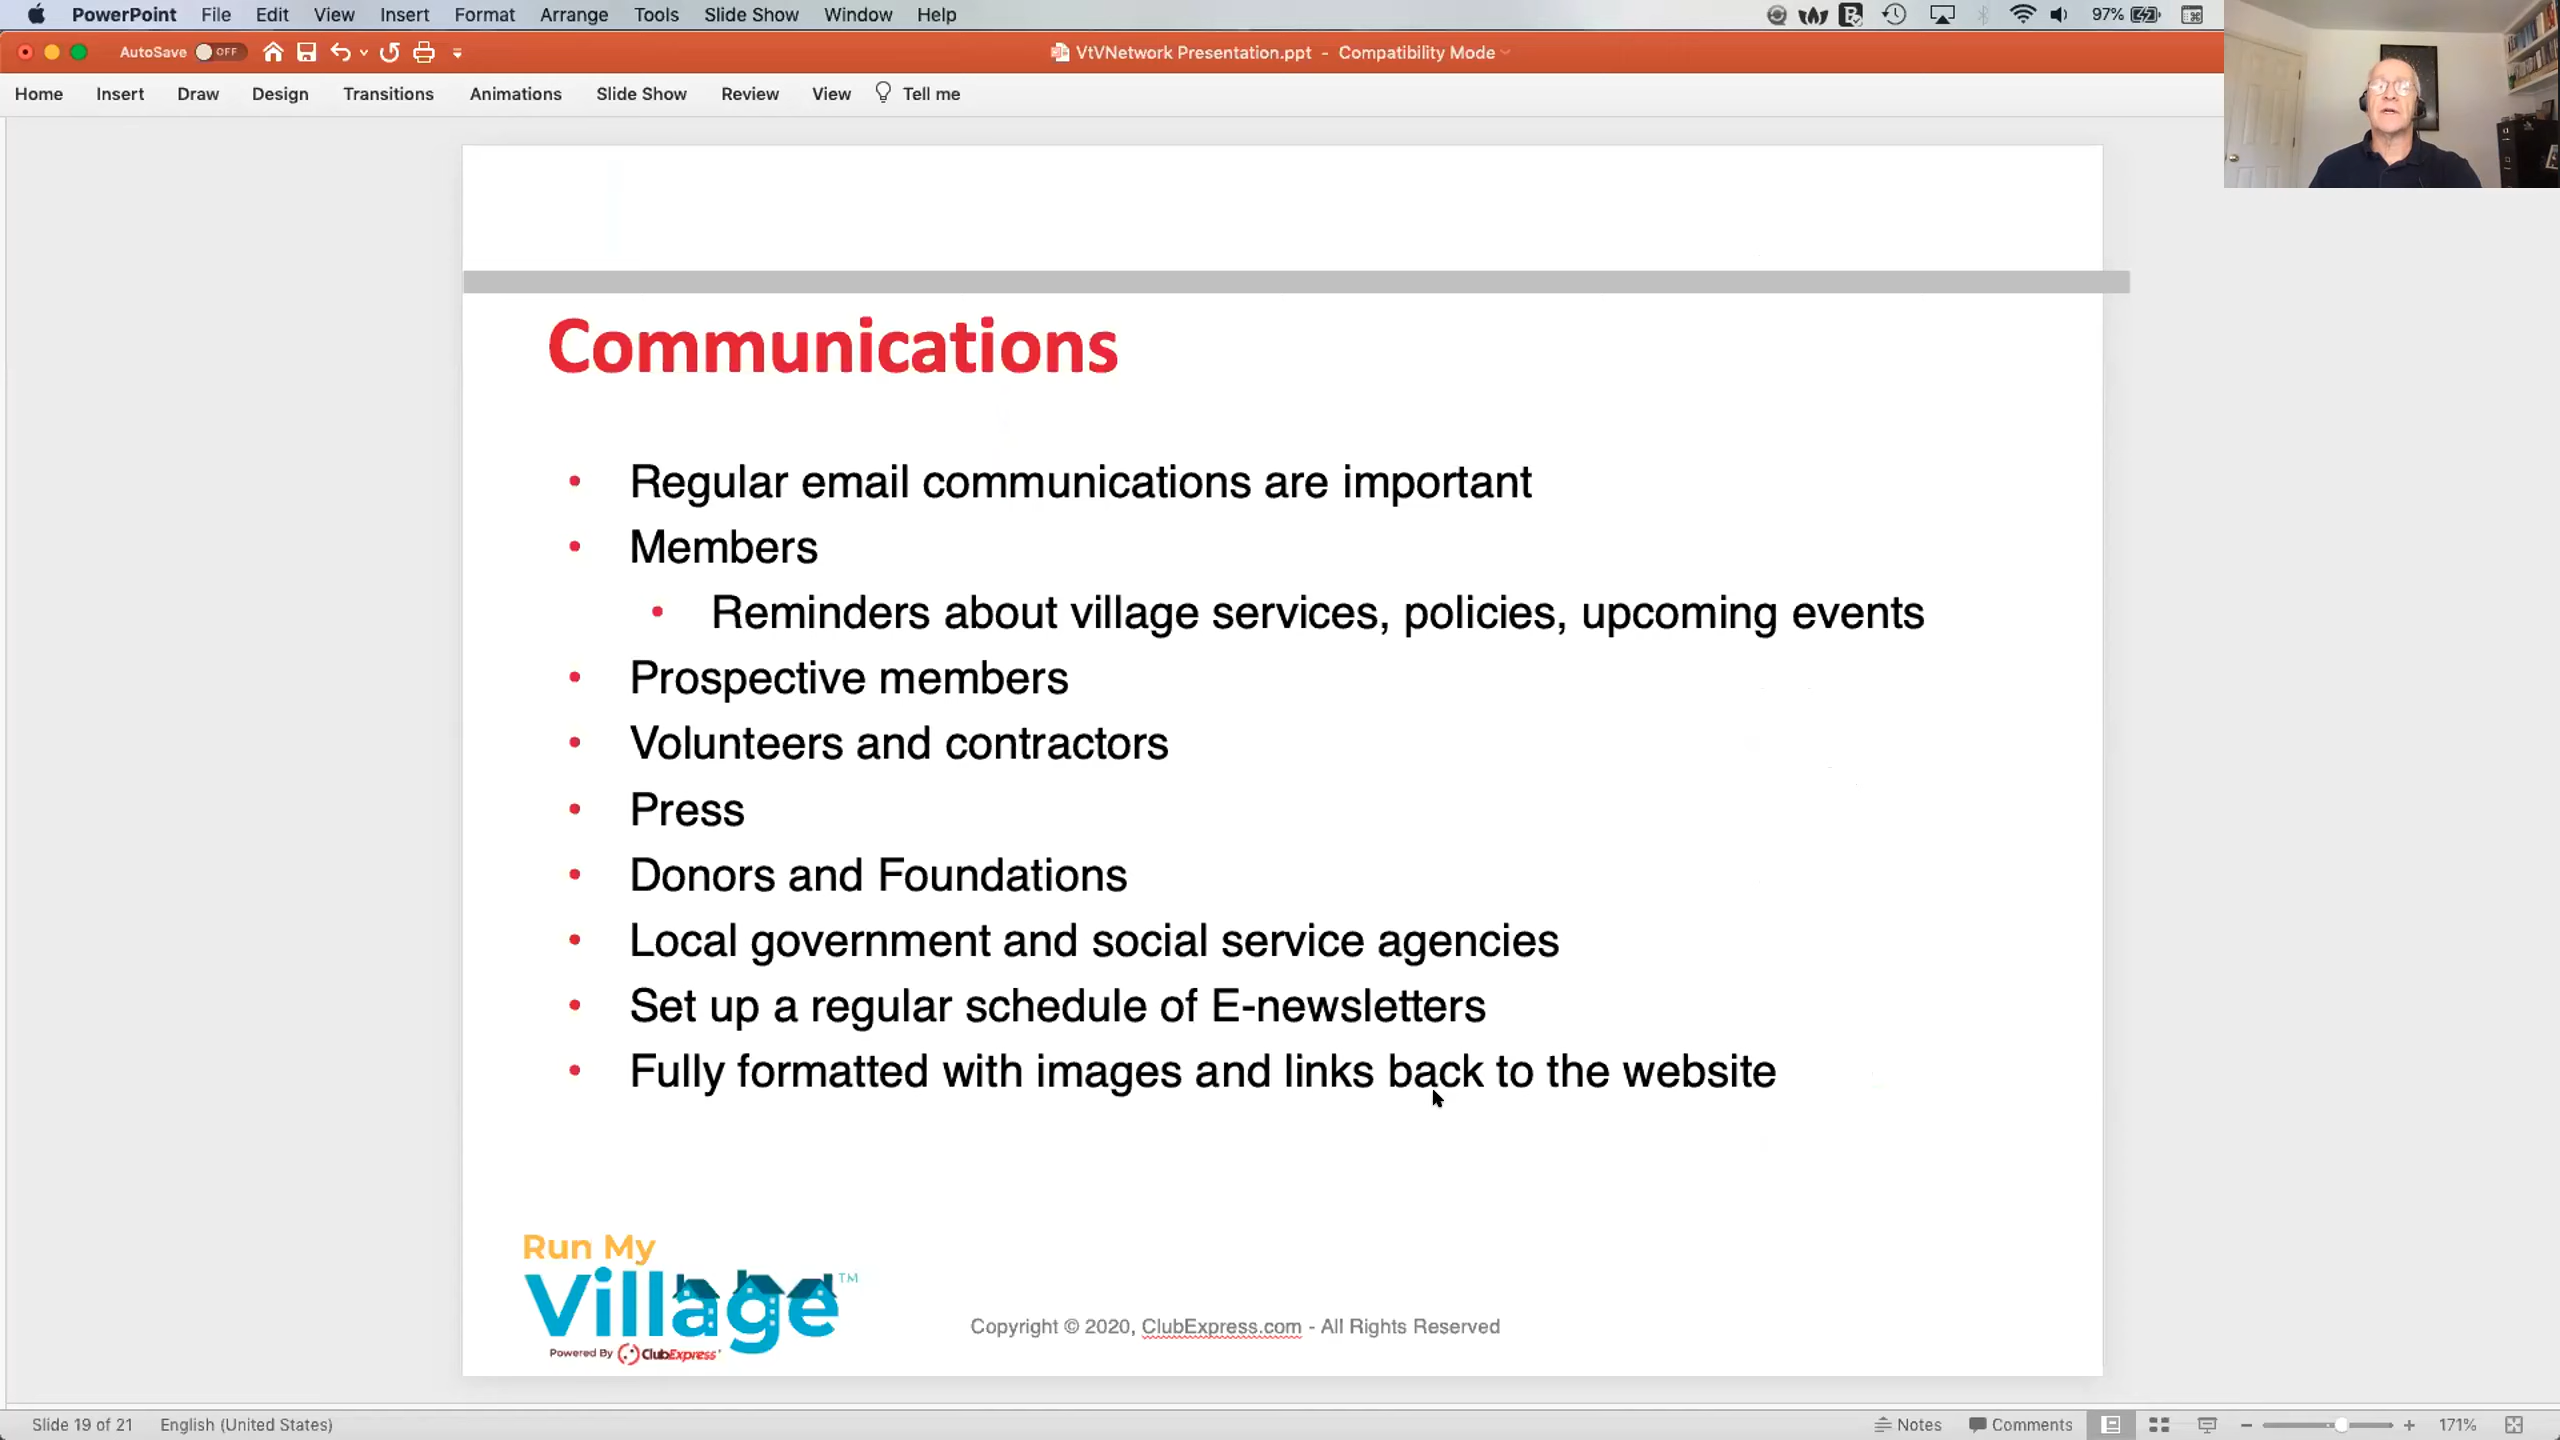 PowerPoint File Edit View Insert Format Arrange Tools Slide Show Window Help 97%
AutoSave OFF VtVNetwork Presentation.ppt - Compatibility Mode
Home Insert Draw Design Transitions Animations Slide Show Review View Tell me
Communications
• Regular email communications are important
• Members
• Reminders about village services, policies, upcoming events
• Prospective members
• Volunteers and contractors
• Press
• Donors and Foundations
• Local government and social service agencies
• Set up a regular schedule of E-newsletters
• Fully formatted with images and links back to the website
Run My
Village™
Powered By ClubExpress
Copyright © 2020, ClubExpress.com - All Rights Reserved
Slide 19 of 21 English (United States) Notes Comments 171%